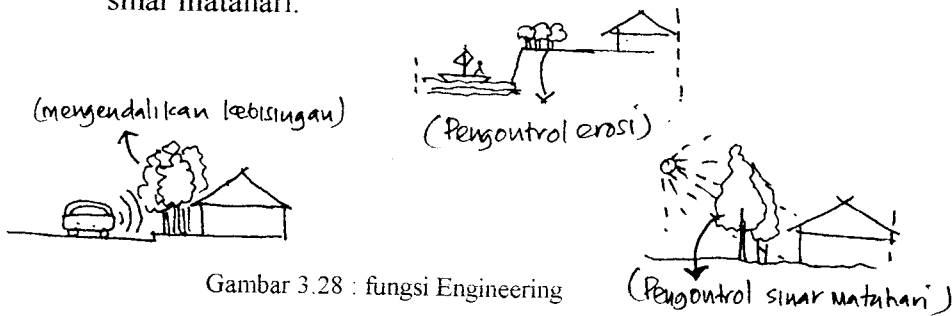 sinar matahari.
(mengendalikan kebisingan)
(Pengontrol erosi)
(Pengontrol sinar matahari)
Gambar 3.28 : fungsi Engineering